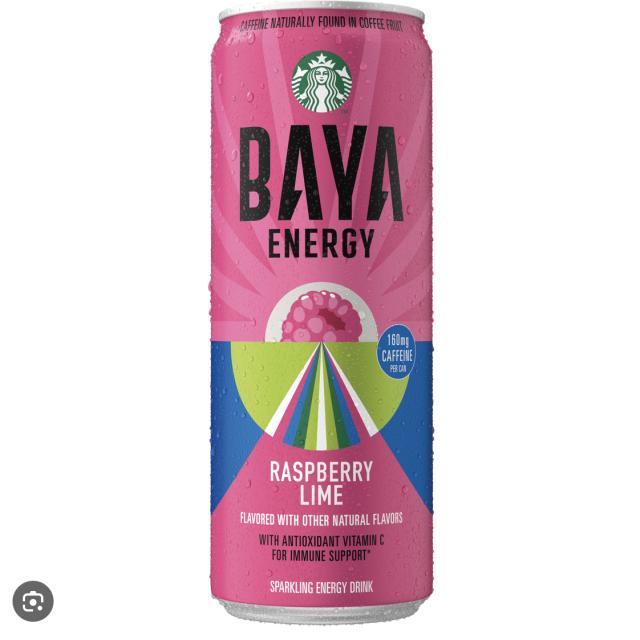 CAFFEINE NATURALLY FOUND IN COFFEE FRUIT
BAYA
ENERGY
160mg
CAFFEINE
PER CAN
RASPBERRY
LIME
FLAVORED WITH OTHER NATURAL FLAVORS
WITH ANTIOXIDANT VITAMIN C
FOR IMMUNE SUPPORT*
SPARKLING ENERGY DRINK